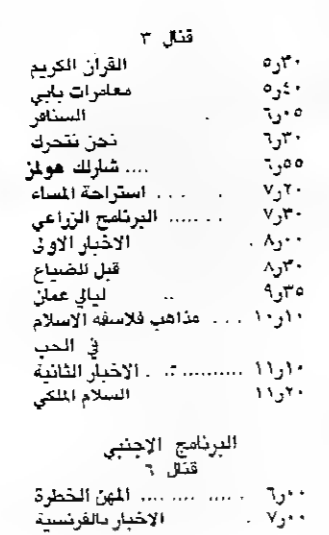 قنال ٣
٥٫٣٠ القرآن الكريم
٥٫٤٠ مغامرات بابي
٦٫٠٥ . السنافر
٦٫٣٠ نحن نتحرك
٦٫٥٥ .... شارلك هولمز
٧٫٢٠ . . . . استراحة المساء
٧٫٣٠ . ..... البرنامج الزراعي
٨٫٠٠ . الاخبار الاولى
٨٫٣٠ قبل الضياع
٩٫٣٥ .. ليالي عمان
١٠٫١٠ . . . مذاهب فلاسفه الاسلام
في الحب
١١٫١٠ ............ . الاخبار الثانية
١١٫٢٠ السلام الملكي
البرنامج الاجنبي
قنال ٦
٦٫٠٠ . ..... .... .... المهن الخطرة
٧٫٠٠ . الاخبار بالفرنسية